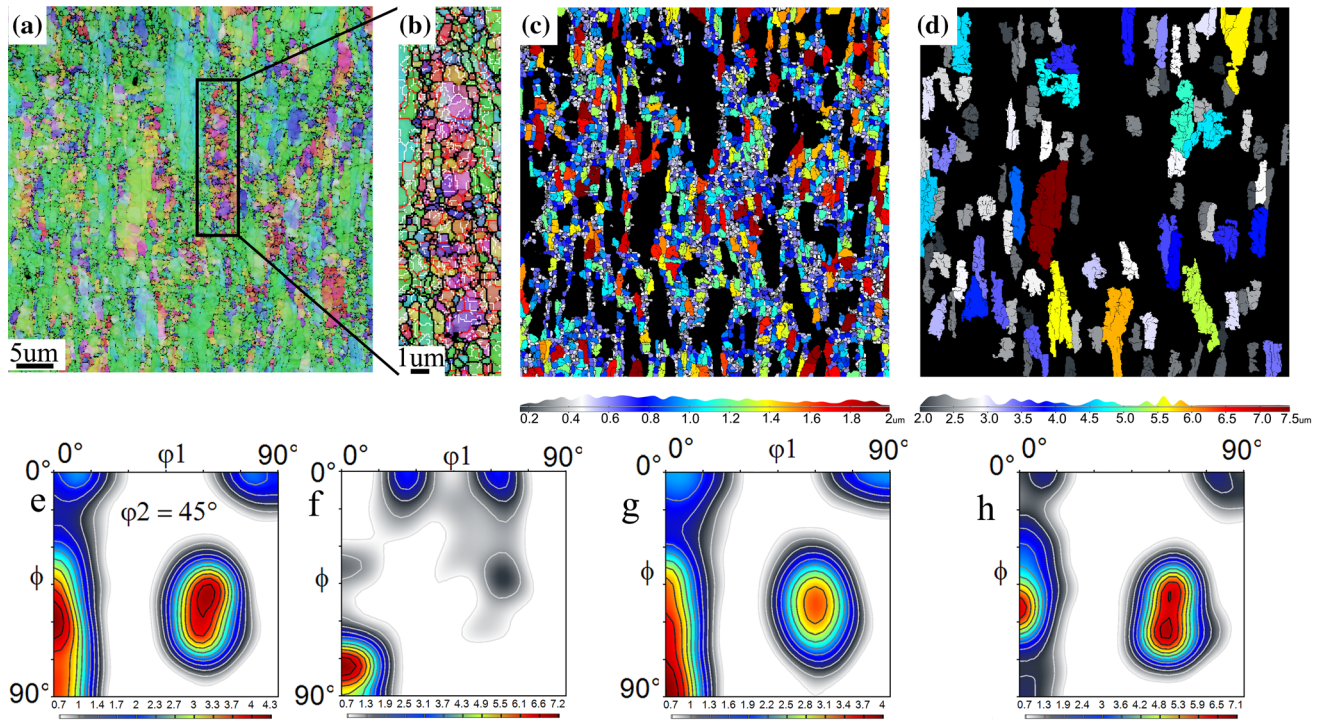 (a)
(b)
(c)
(d)
5um
1um
0.2 0.4 0.6 0.8 1.0 1.2 1.4 1.6 1.8 2um
2.0 2.5 3.0 3.5 4.0 4.5 5.0 5.5 6.0 6.5 7.0 7.5um
0° φ1 90°
0°
e
φ2 = 45°
ϕ
90°
0.7 1 1.4 1.7 2 2.3 2.7 3 3.3 3.7 4 4.3
0° φ1 90°
0°
f
ϕ
90°
0.7 1.3 1.9 2.5 3.1 3.7 4.3 4.9 5.5 6.1 6.6 7.2
0° φ1 90°
0°
g
ϕ
90°
0.7 1 1.3 1.6 1.9 2.2 2.5 2.8 3.1 3.4 3.7 4
0° φ1 90°
0°
h
ϕ
90°
0.7 1.3 1.8 2.4 3 3.6 4.2 4.8 5.3 5.9 6.5 7.1